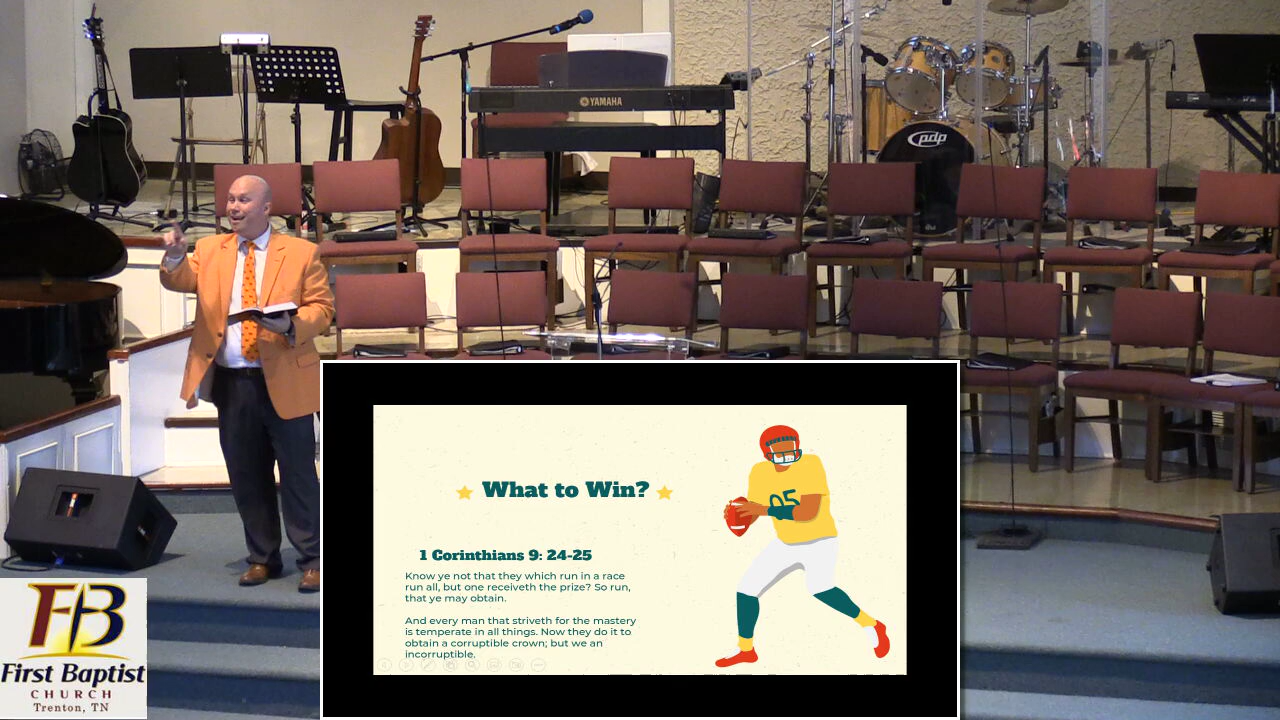 YAMAHA
pdp
What to Win?
05
1 Corinthians 9: 24-25
Know ye not that they which run in a race
run all, but one receiveth the prize? So run,
that ye may obtain.
And every man that striveth for the mastery
is temperate in all things. Now they do it to
obtain a corruptible crown; but we an
incorruptible.
FB
First Baptist
CHURCH
Trenton, TN